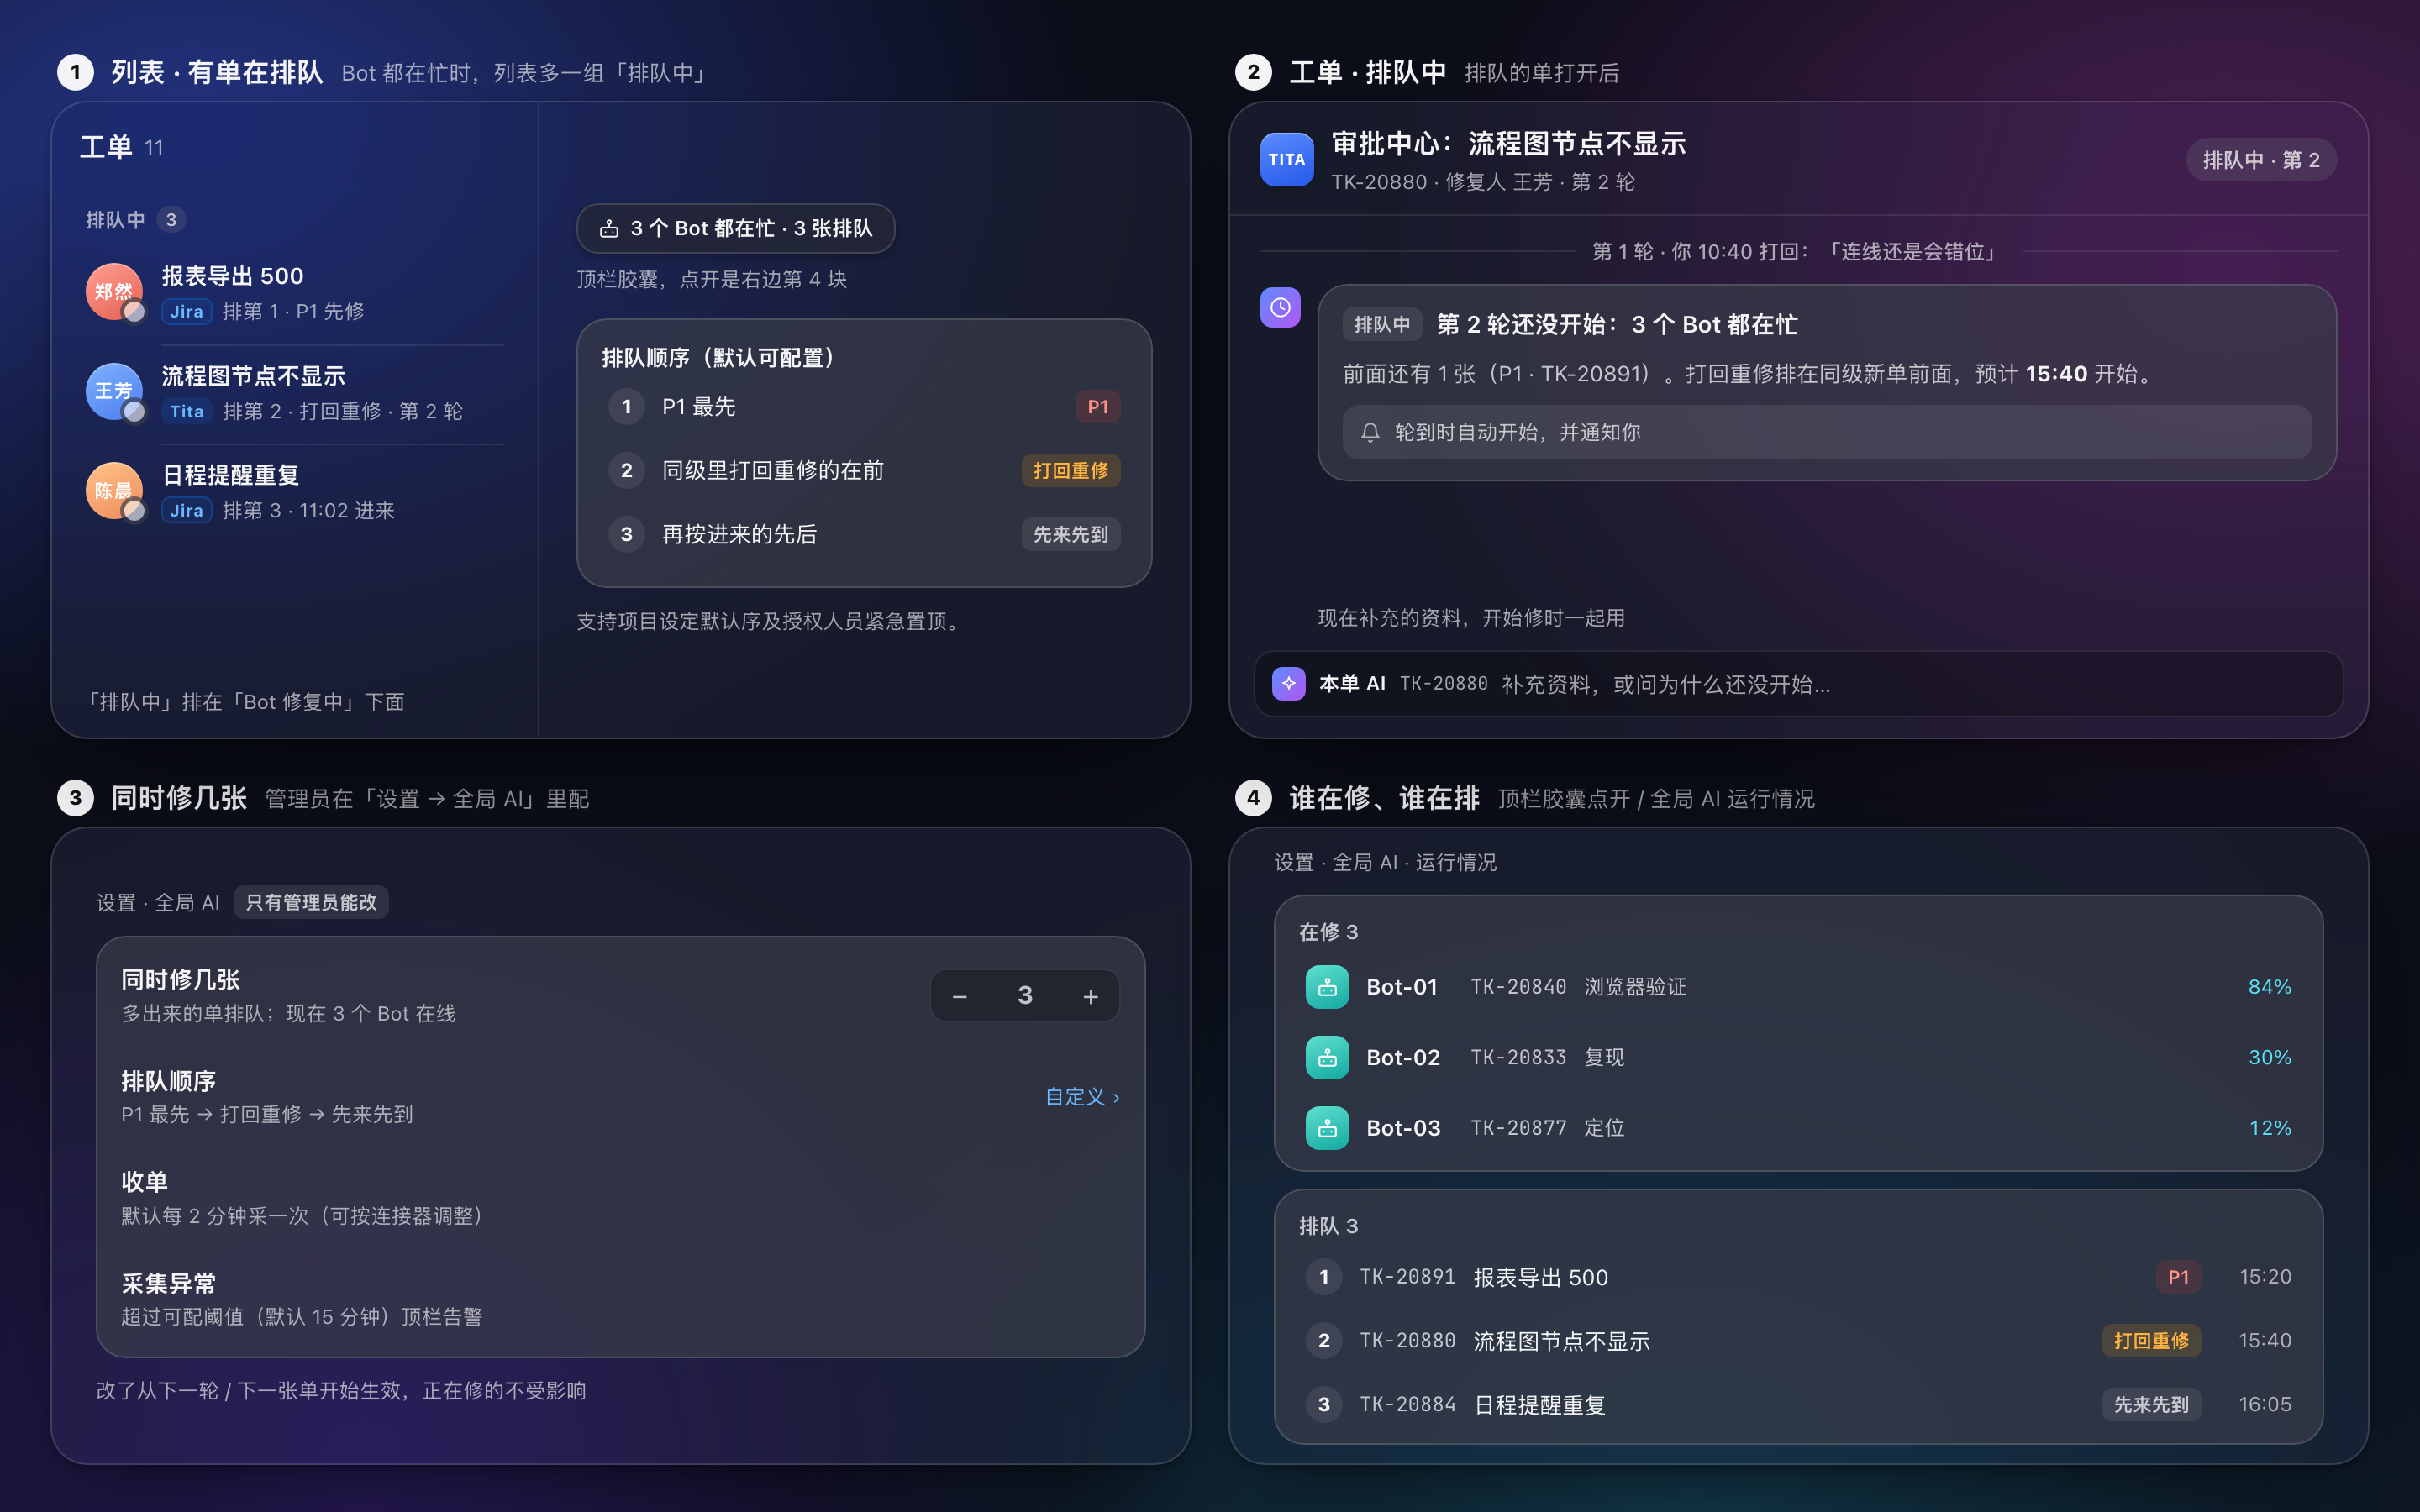 1 列表 · 有单在排队 Bot 都在忙时，列表多一组「排队中」
工单 11
排队中 3
郑然 报表导出 500
Jira 排第 1 · P1 先修
王芳 流程图节点不显示
Tita 排第 2 · 打回重修 · 第 2 轮
陈晨 日程提醒重复
Jira 排第 3 · 11:02 进来
「排队中」排在「Bot 修复中」下面
3 个 Bot 都在忙 · 3 张排队
顶栏胶囊，点开是右边第 4 块
排队顺序（默认可配置）
1 P1 最先 P1
2 同级里打回重修的在前 打回重修
3 再按进来的先后 先来先到
支持项目设定默认序及授权人员紧急置顶。
2 工单 · 排队中 排队的单打开后
TITA 审批中心：流程图节点不显示
TK-20880 · 修复人 王芳 · 第 2 轮
排队中 · 第 2
第 1 轮 · 你 10:40 打回：「连线还是会错位」
排队中 第 2 轮还没开始：3 个 Bot 都在忙
前面还有 1 张（P1 · TK-20891）。打回重修排在同级新单前面，预计 15:40 开始。
轮到时自动开始，并通知你
现在补充的资料，开始修时一起用
本单 AI TK-20880 补充资料，或问为什么还没开始...
3 同时修几张 管理员在「设置 → 全局 AI」里配
设置 · 全局 AI 只有管理员能改
同时修几张
多出来的单排队；现在 3 个 Bot 在线
− 3 +
排队顺序
P1 最先 → 打回重修 → 先来先到
自定义 ›
收单
默认每 2 分钟采一次（可按连接器调整）
采集异常
超过可配阈值（默认 15 分钟）顶栏告警
改了从下一轮 / 下一张单开始生效，正在修的不受影响
4 谁在修、谁在排 顶栏胶囊点开 / 全局 AI 运行情况
设置 · 全局 AI · 运行情况
在修 3
Bot-01 TK-20840 浏览器验证 84%
Bot-02 TK-20833 复现 30%
Bot-03 TK-20877 定位 12%
排队 3
1 TK-20891 报表导出 500 P1 15:20
2 TK-20880 流程图节点不显示 打回重修 15:40
3 TK-20884 日程提醒重复 先来先到 16:05